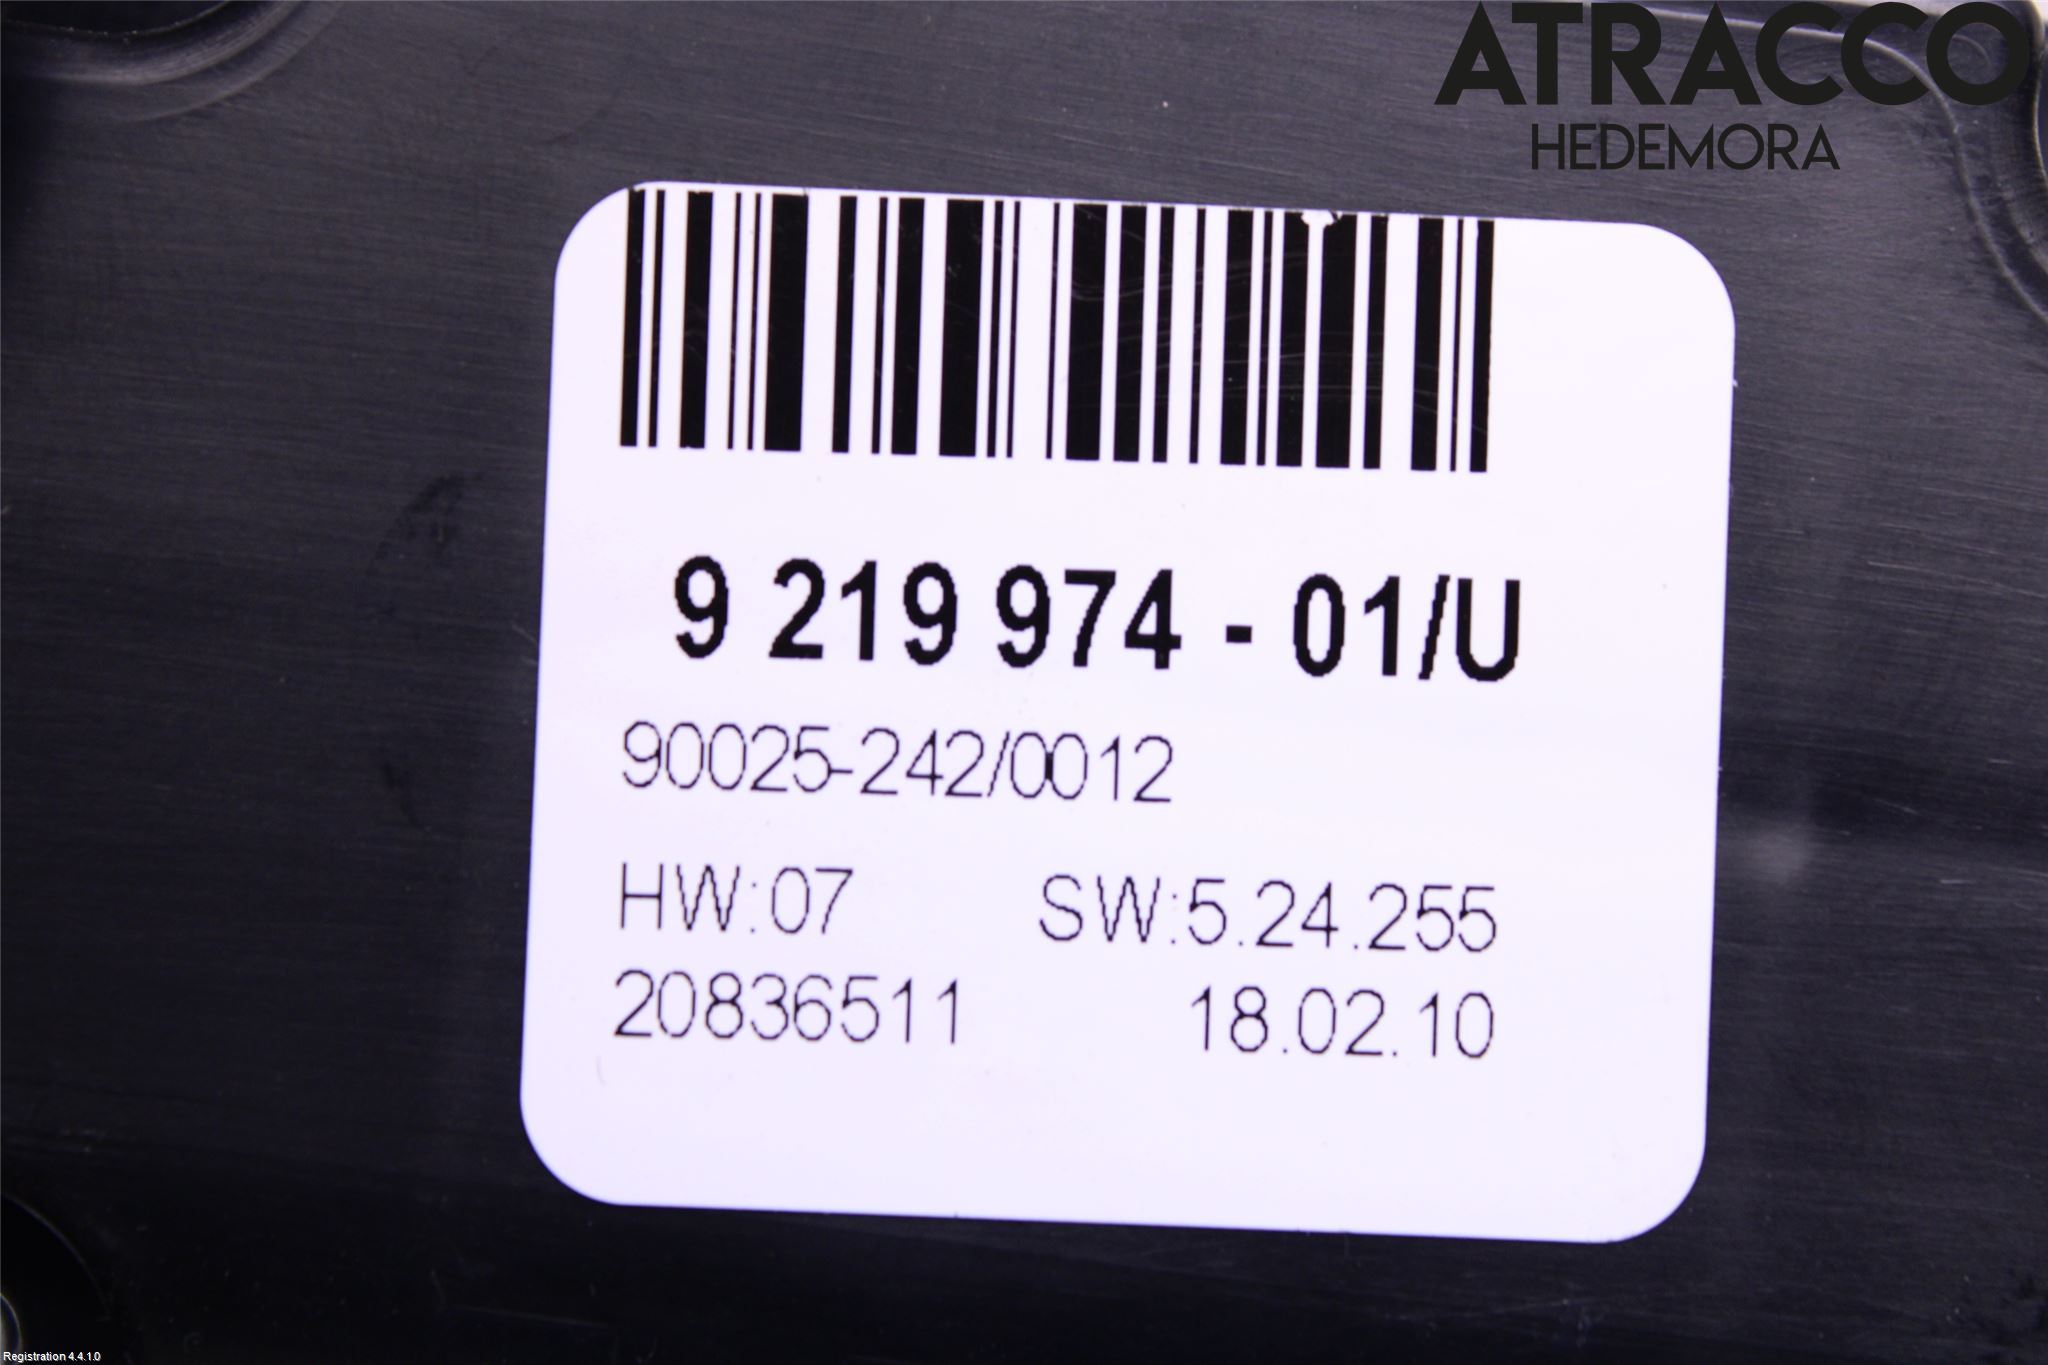 ATRACCO
HEDEMORA
9 219 974 - 01/U
90025-242/0012
HW:07 SW:5.24.255
20836511 18.02.10
Registration 4.4.1.0